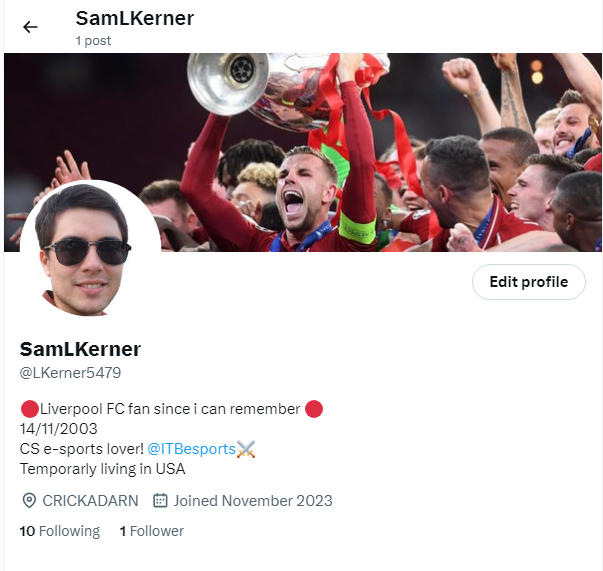 SamLKerner
1 post
Edit profile
SamLKerner
@LKerner5479
🔴Liverpool FC fan since i can remember 🔴
14/11/2003
CS e-sports lover! @ITBesports⚔️
Temporarly living in USA
CRICKADARN Joined November 2023
10 Following 1 Follower